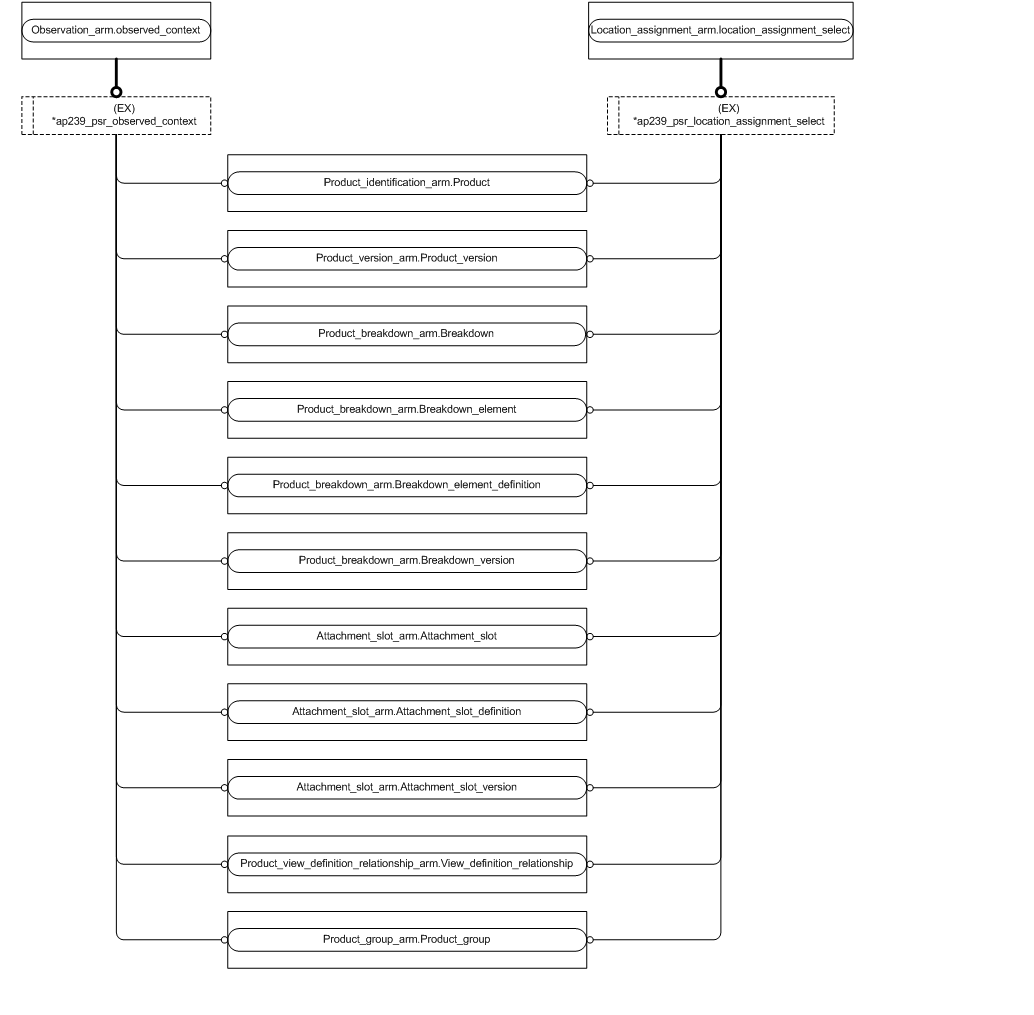 Observation_arm.observed_context
Location_assignment_arm.location_assignment_select
(EX)
*ap239_psr_observed_context
(EX)
*ap239_psr_location_assignment_select
Product_identification_arm.Product
Product_version_arm.Product_version
Product_breakdown_arm.Breakdown
Product_breakdown_arm.Breakdown_element
Product_breakdown_arm.Breakdown_element_definition
Product_breakdown_arm.Breakdown_version
Attachment_slot_arm.Attachment_slot
Attachment_slot_arm.Attachment_slot_definition
Attachment_slot_arm.Attachment_slot_version
Product_view_definition_relationship_arm.View_definition_relationship
Product_group_arm.Product_group